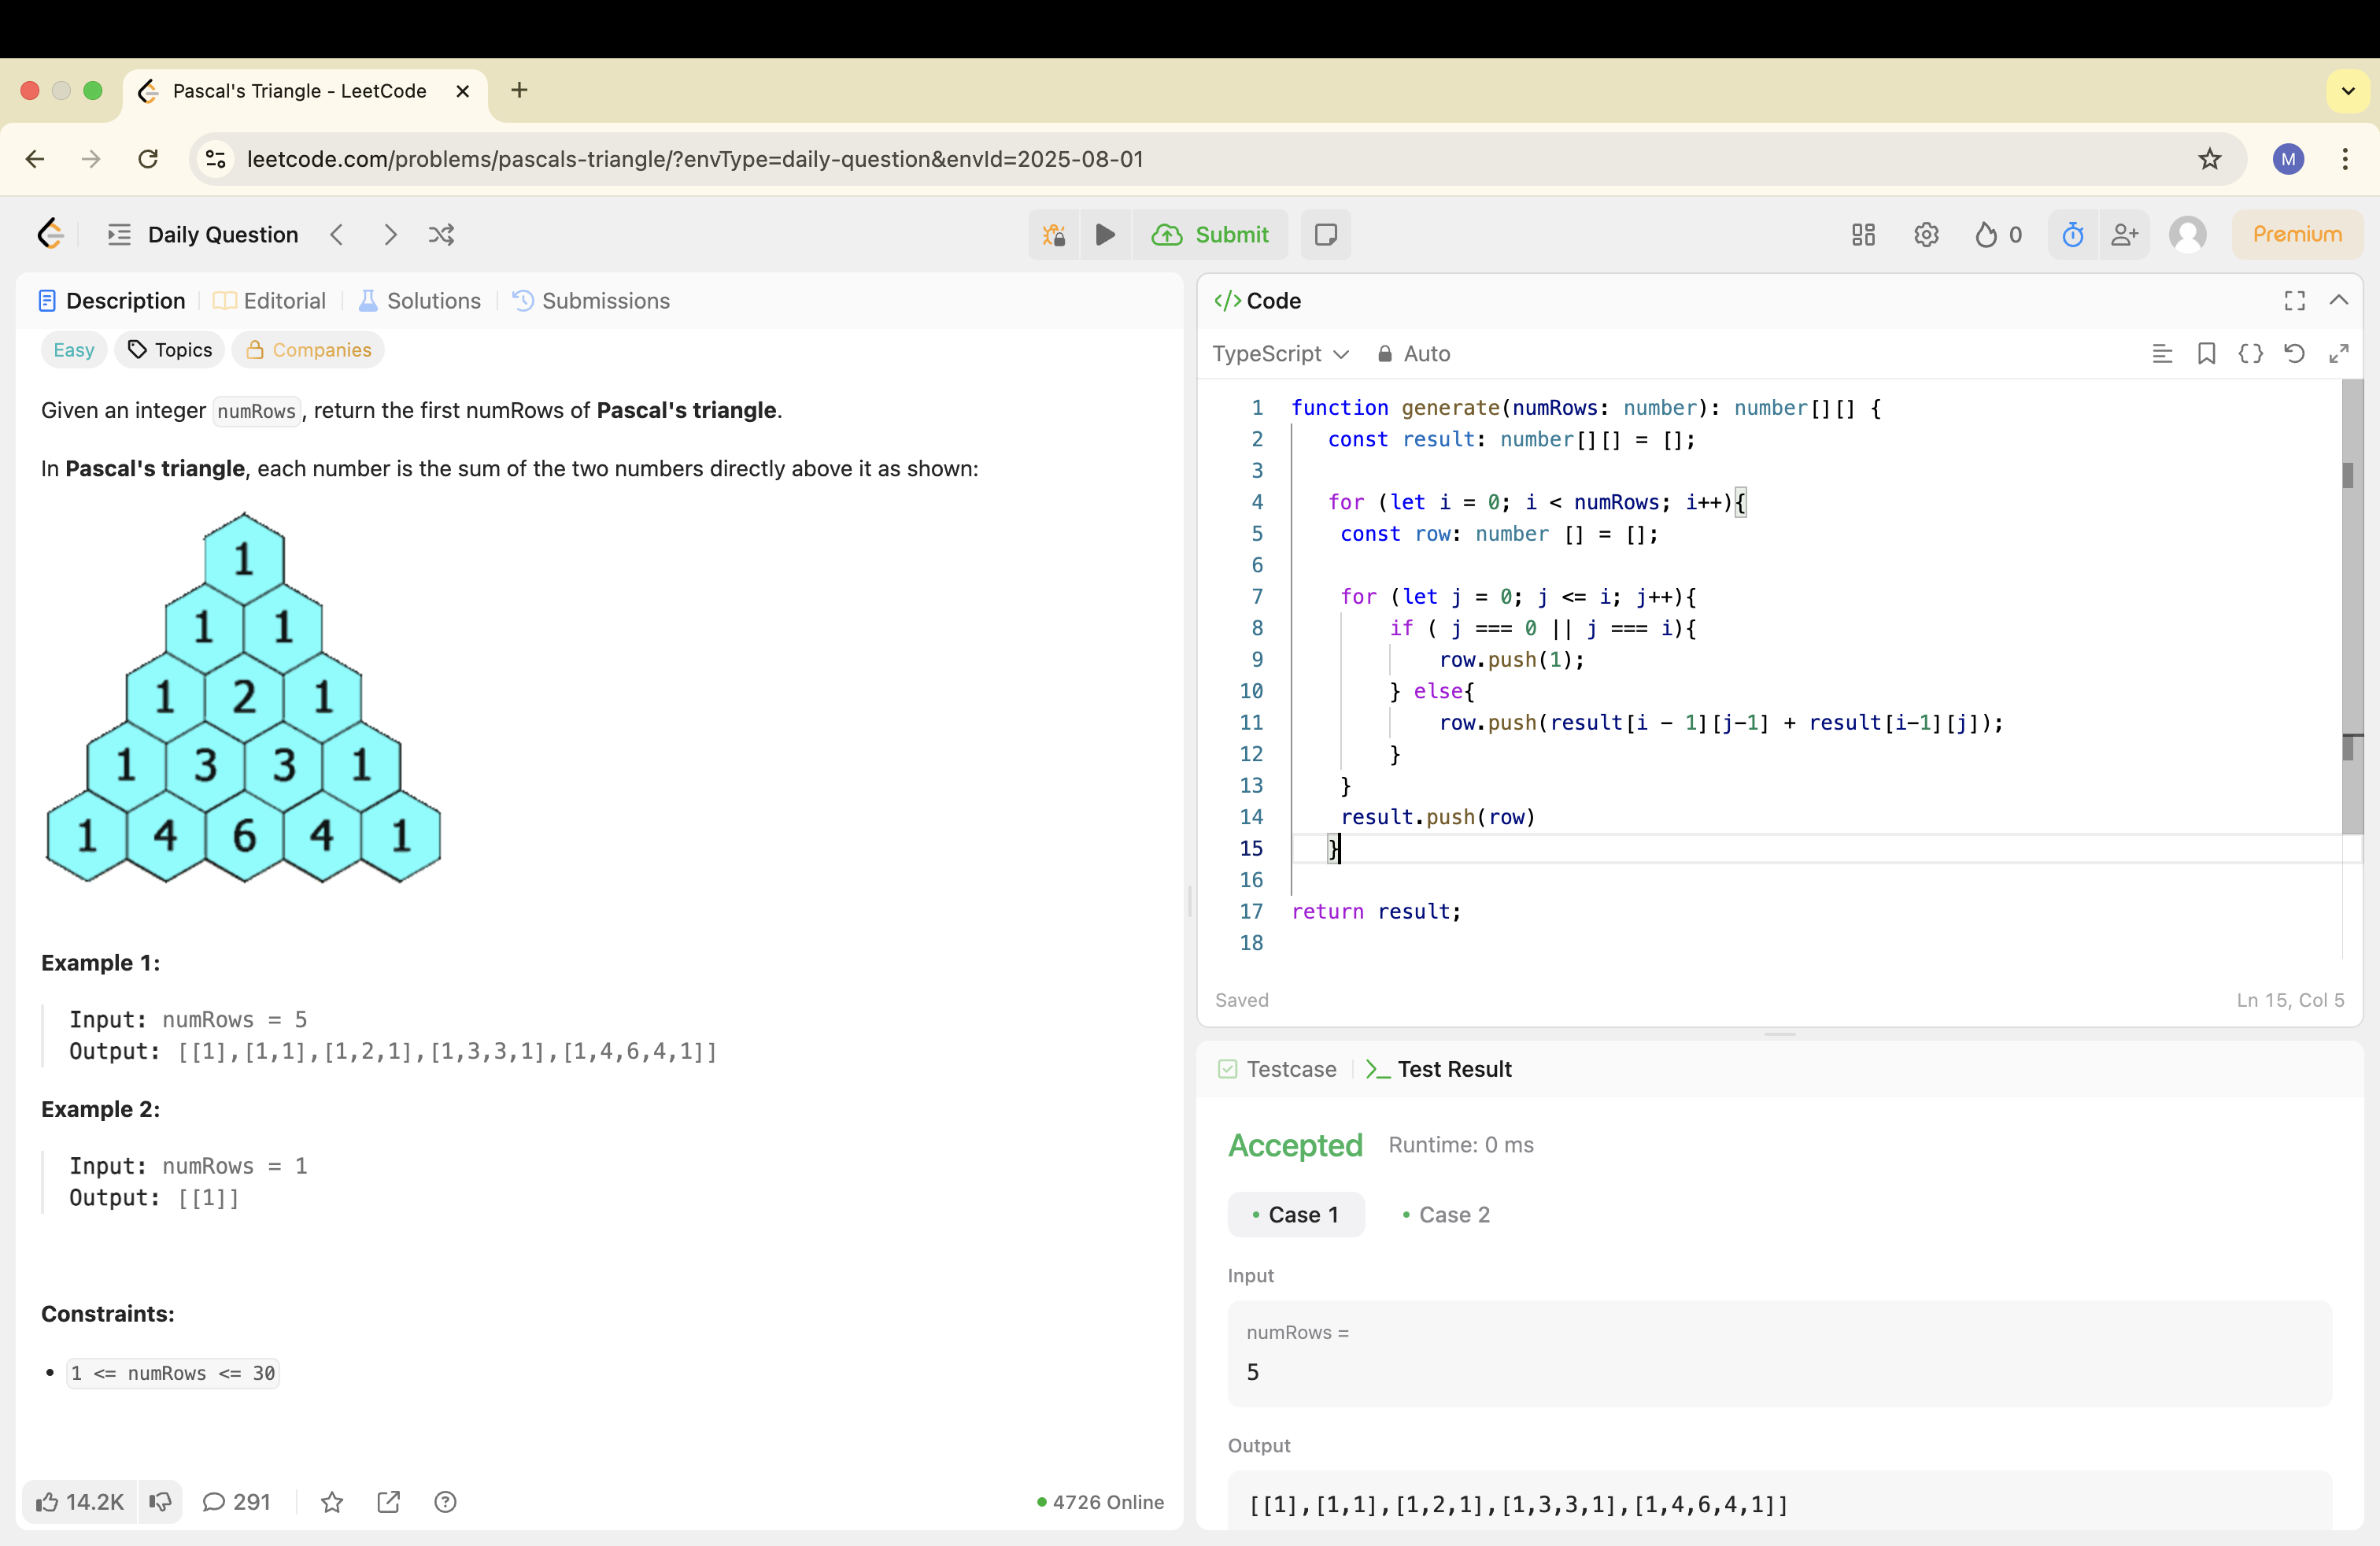 Pascal's Triangle - LeetCode
leetcode.com/problems/pascals-triangle/?envType=daily-question&envId=2025-08-01
M
Daily Question
Submit
0
Premium
Description
Editorial
Solutions
Submissions
Easy
Topics
Companies
Given an integer numRows, return the first numRows of Pascal's triangle.
In Pascal's triangle, each number is the sum of the two numbers directly above it as shown:
1
1 1
1 2 1
1 3 3 1
1 4 6 4 1
Example 1:
Input: numRows = 5
Output: [[1],[1,1],[1,2,1],[1,3,3,1],[1,4,6,4,1]]
Example 2:
Input: numRows = 1
Output: [[1]]
Constraints:
• 1 <= numRows <= 30
14.2K
291
4726 Online
</> Code
TypeScript
Auto
1 function generate(numRows: number): number[][] {
2 const result: number[][] = [];
3
4 for (let i = 0; i < numRows; i++){
5 const row: number [] = [];
6
7 for (let j = 0; j <= i; j++){
8 if ( j === 0 || j === i){
9 row.push(1);
10 } else{
11 row.push(result[i - 1][j-1] + result[i-1][j]);
12 }
13 }
14 result.push(row)
15 }
16
17 return result;
18
Saved
Ln 15, Col 5
Testcase
Test Result
Accepted
Runtime: 0 ms
Case 1
Case 2
Input
numRows =
5
Output
[[1],[1,1],[1,2,1],[1,3,3,1],[1,4,6,4,1]]